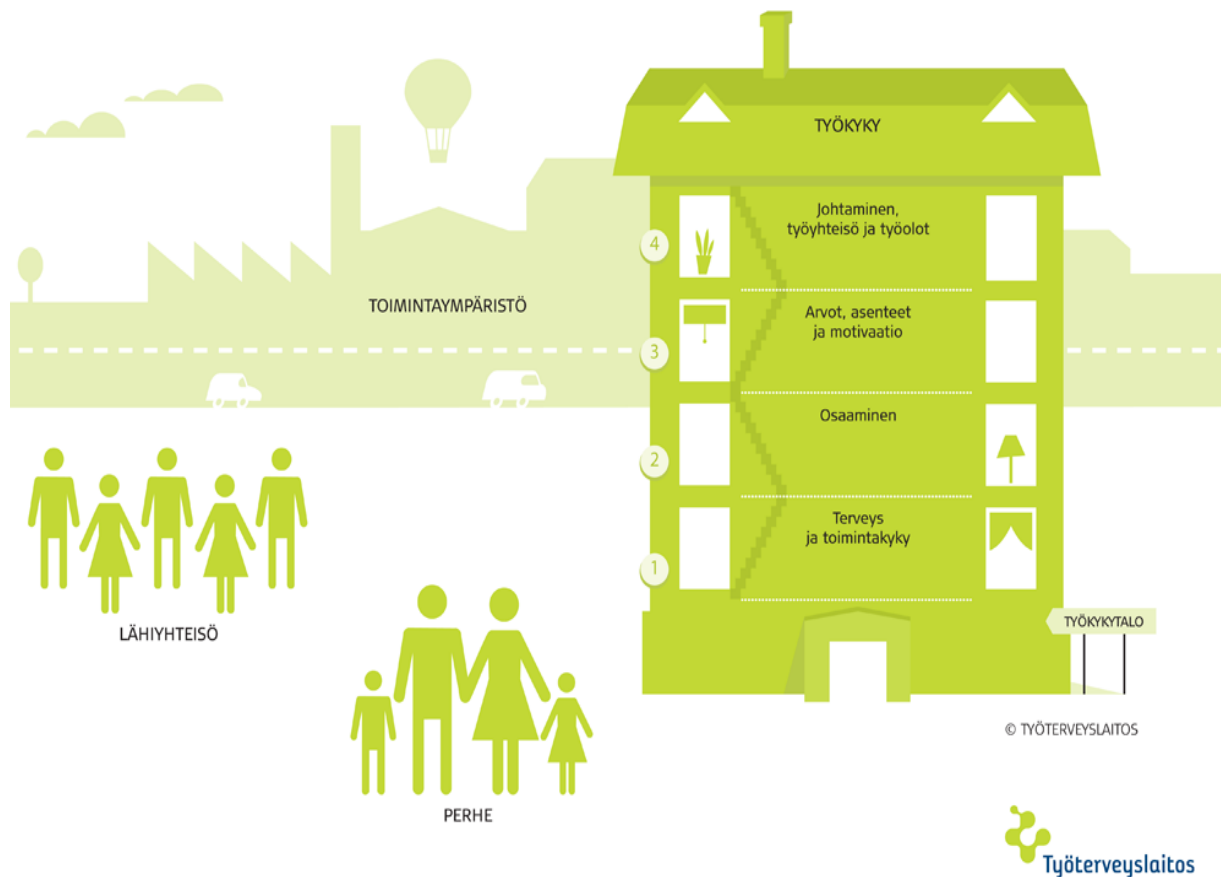 TYÖKYKY
Johtaminen,
työyhteisö ja työolot
4
TOIMINTAYMPÄRISTÖ
Arvot, asenteet
ja motivaatio
3
Osaaminen
2
Terveys
ja toimintakyky
1
LÄHIYHTEISÖ
TYÖKYKYTALO
PERHE
© TYÖTERVEYSLAITOS
Työterveyslaitos